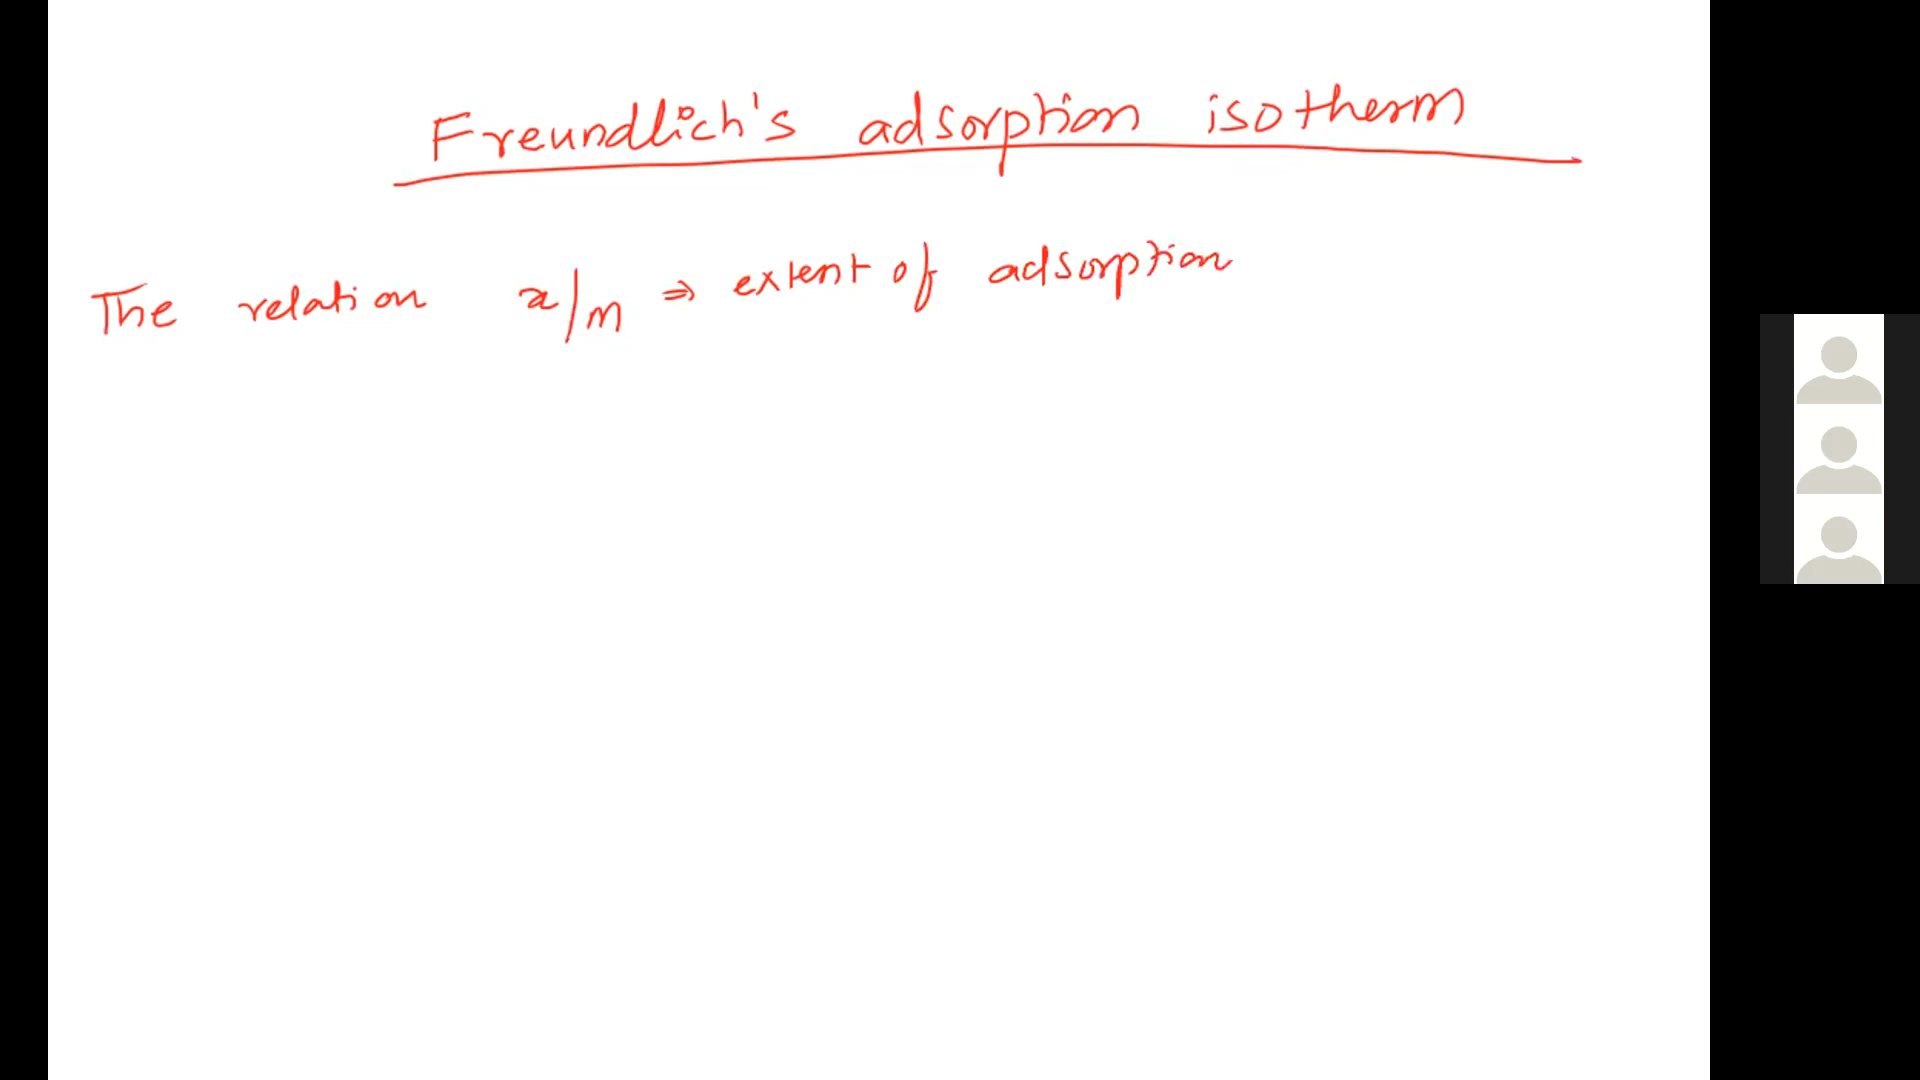 Freundlich's adsorption isotherm
The relation x/m ⇒ extent of adsorption